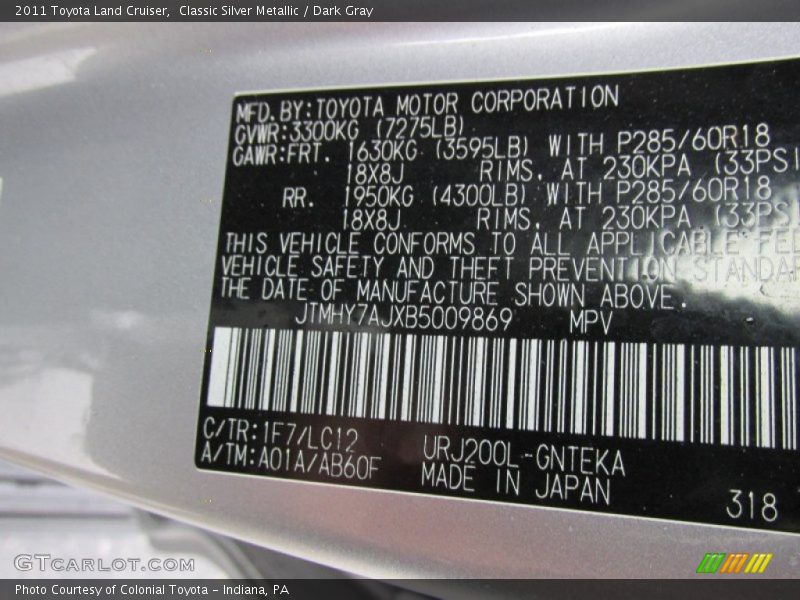 2011 Toyota Land Cruiser,  Classic Silver Metallic / Dark Gray
MFD. BY: TOYOTA MOTOR CORPORATION
GVWR: 3300KG (7275LB)
GAWR: FRT. 1630KG (3595LB) WITH P285/60R18
18X8J RIMS, AT 230KPA (33PSI
RR. 1950KG (4300LB) WITH P285/60R18
18X8J RIMS, AT 230KPA (33PSI
THIS VEHICLE CONFORMS TO ALL APPLICABLE FE
VEHICLE SAFETY AND THEFT PREVENTION STANDAR
THE DATE OF MANUFACTURE SHOWN ABOVE.
JTMHY7AJXB5009869 MPV
C/TR: 1F7/LC12
A/TM: A01A/AB60F
URJ200L-GNTEKA
MADE IN JAPAN
318
GTCARLOT.COM
Photo Courtesy of Colonial Toyota - Indiana, PA